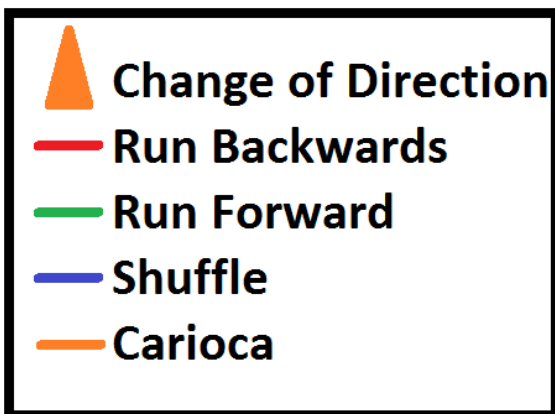 Change of Direction
Run Backwards
Run Forward
Shuffle
Carioca